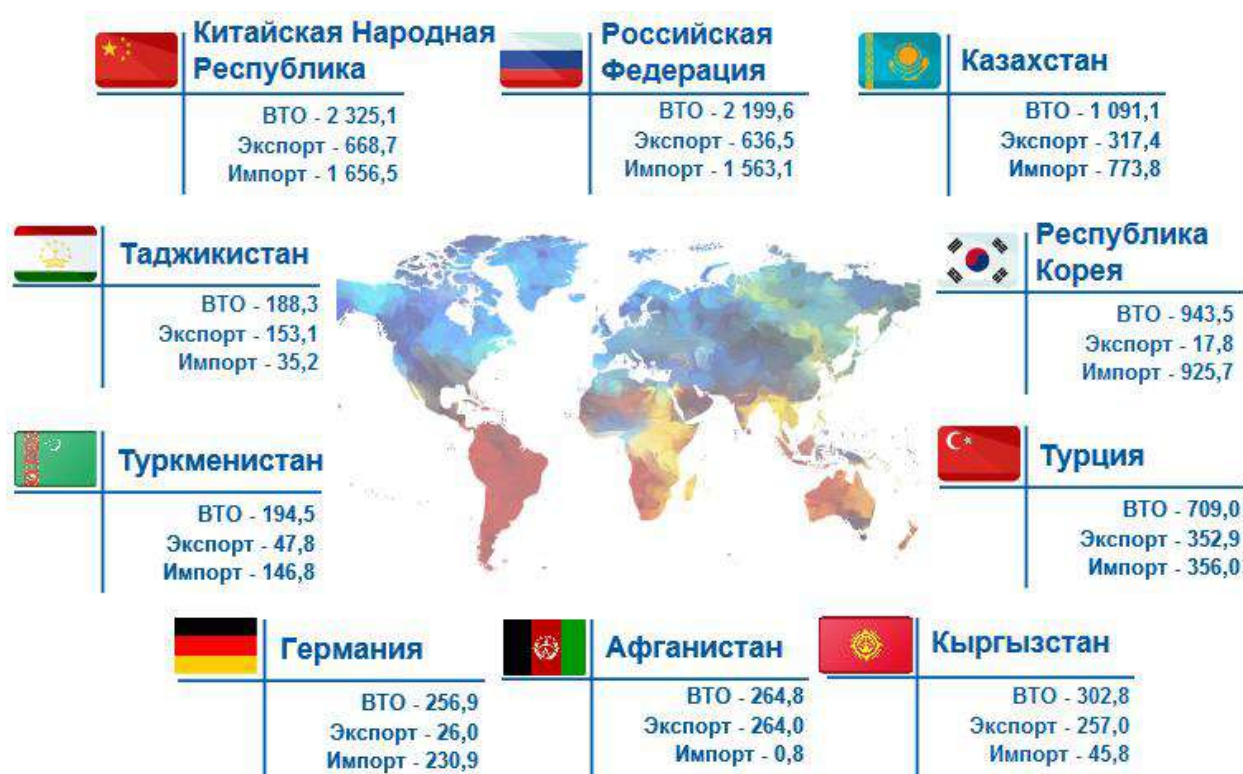 Китайская Народная
Республика
ВТО - 2 325,1
Экспорт - 668,7
Импорт - 1 656,5
Российская
Федерация
ВТО - 2 199,6
Экспорт - 636,5
Импорт - 1 563,1
Казахстан
ВТО - 1 091,1
Экспорт - 317,4
Импорт - 773,8
Таджикистан
ВТО - 188,3
Экспорт - 153,1
Импорт - 35,2
Республика
Корея
ВТО - 943,5
Экспорт - 17,8
Импорт - 925,7
Туркменистан
ВТО - 194,5
Экспорт - 47,8
Импорт - 146,8
Турция
ВТО - 709,0
Экспорт - 352,9
Импорт - 356,0
Германия
ВТО - 256,9
Экспорт - 26,0
Импорт - 230,9
Афганистан
ВТО - 264,8
Экспорт - 264,0
Импорт - 0,8
Кыргызстан
ВТО - 302,8
Экспорт - 257,0
Импорт - 45,8